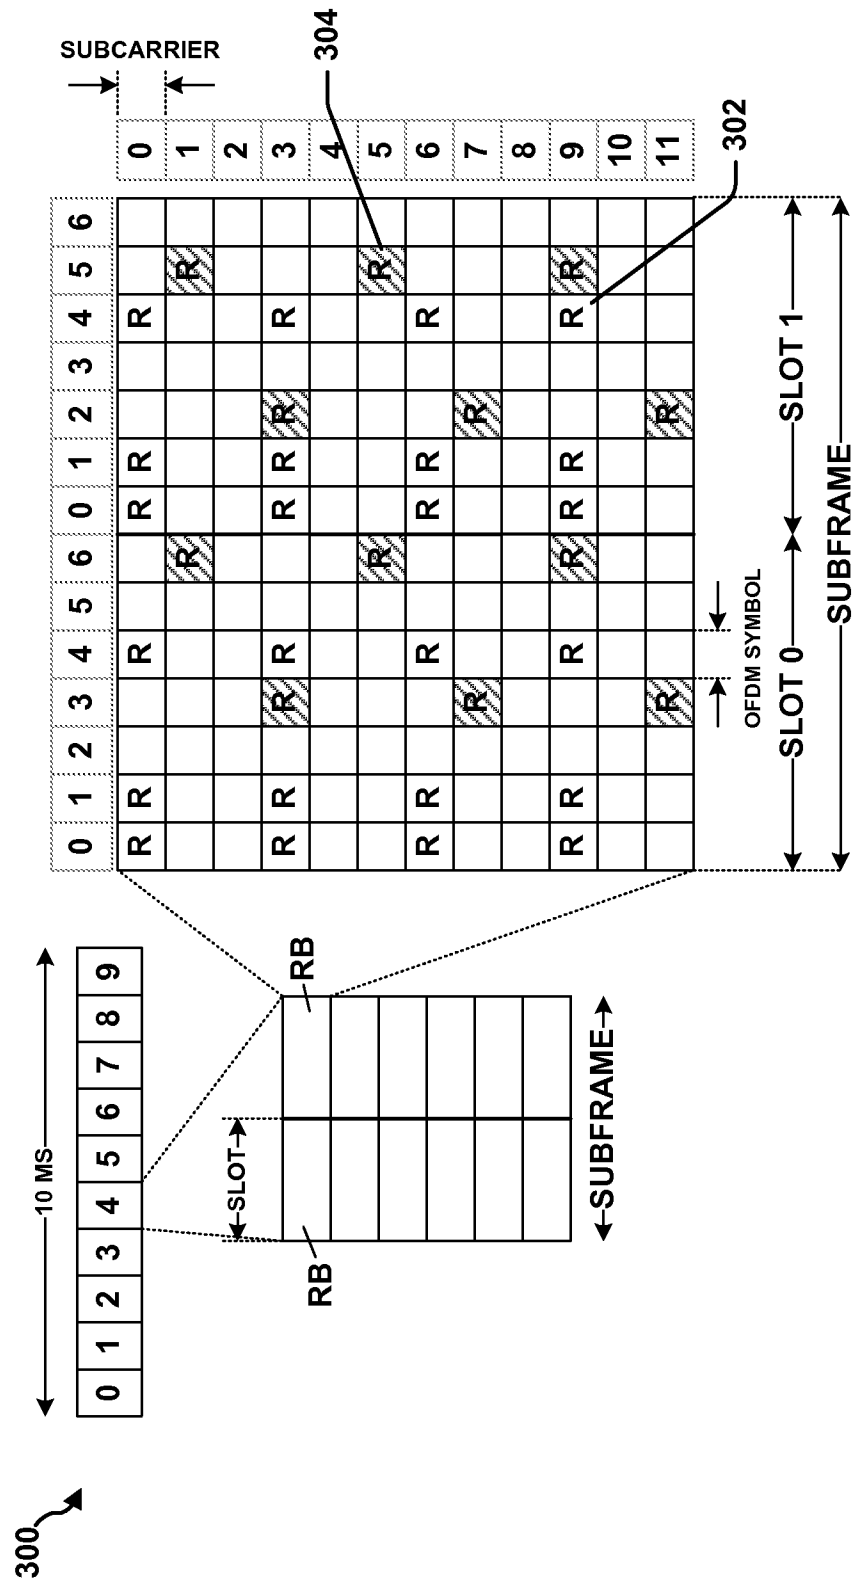 300
10 MS
0 1 2 3 4 5 6 7 8 9
SLOT
RB
RB
SUBFRAME
SUBCARRIER
304
0 1 2 3 4 5 6 0 1 2 3 4 5 6
R R R R R R 0
R R 1
2
R R R R R R R R 3
4
R R 5
R R R R R R 6
R R 7
8
R R R R R R R R 9
10
R R 11
302
OFDM SYMBOL
SLOT 0 SLOT 1
SUBFRAME